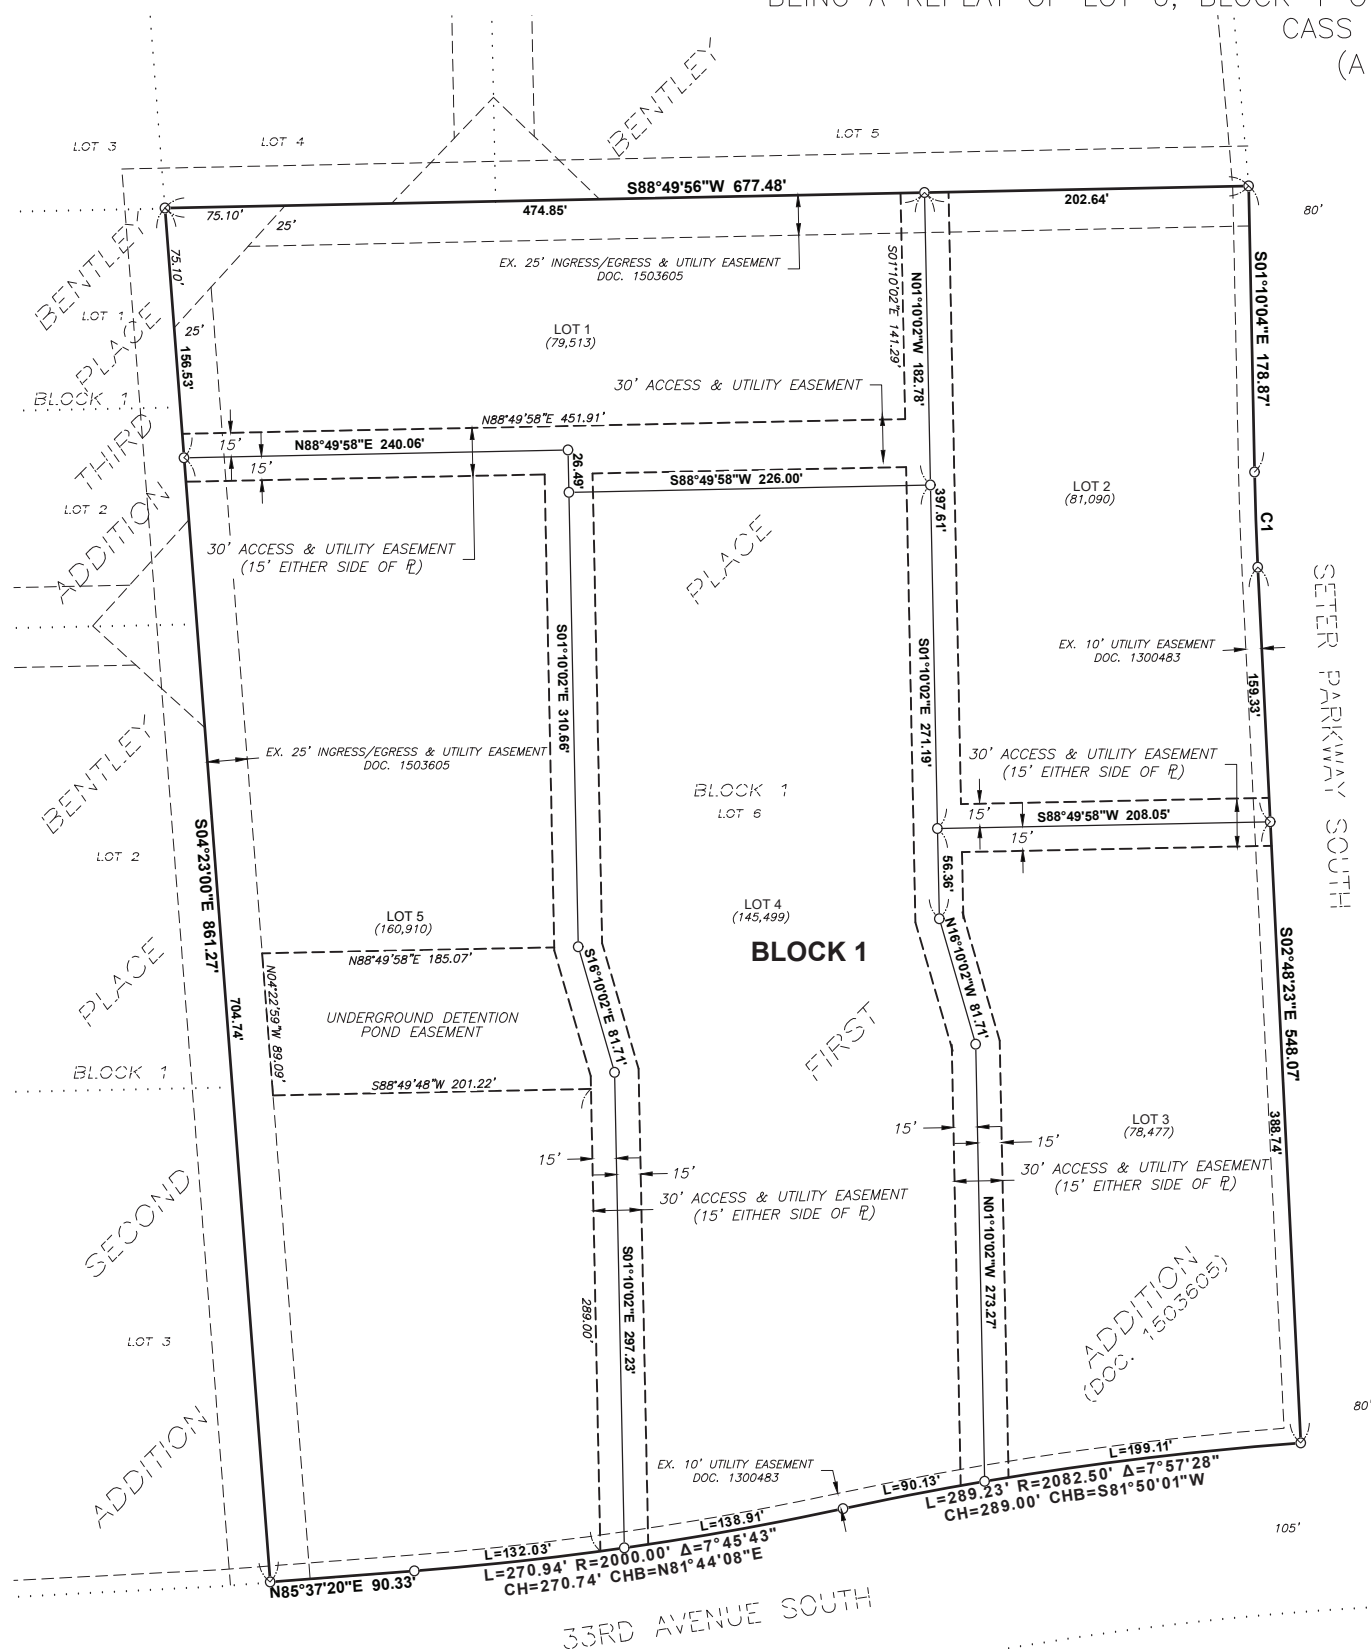 BEING A REPLAT OF LOT 6, BLOCK 1
CASS
(A
BENTLEY
LOT 3
LOT 4
LOT 5
S88°49'56"W 677.48'
75.10'
25'
474.85'
202.64'
80'
BENTLEY
PLACE
75.10'
EX. 25' INGRESS/EGRESS & UTILITY EASEMENT
DOC. 1503605
S01°10'02"E 141.29'
N01°10'02"W 182.78'
S01°10'04"E 178.87'
LOT 1
25'
LOT 1
(79,513)
156.53'
30' ACCESS & UTILITY EASEMENT
BLOCK 1
N88°49'58"E 451.91'
THIRD
15'
N88°49'58"E 240.06'
15'
26.49'
S88°49'58"W 226.00'
397.61'
LOT 2
(81,090)
C1
LOT 2
ADDITION
30' ACCESS & UTILITY EASEMENT
(15' EITHER SIDE OF PL)
PLACE
SETER PARKWAY SOUTH
S01°10'02"E 310.66'
S01°10'02"E 271.19'
EX. 10' UTILITY EASEMENT
DOC. 1300483
159.33'
BENTLEY
EX. 25' INGRESS/EGRESS & UTILITY EASEMENT
DOC. 1503605
30' ACCESS & UTILITY EASEMENT
(15' EITHER SIDE OF PL)
BLOCK 1
LOT 6
15'
S88°49'58"W 208.05'
15'
LOT 2
S04°23'00"E 861.27'
56.36'
LOT 5
(160,910)
LOT 4
(145,499)
BLOCK 1
N16°10'02"W 81.71'
S02°48'23"E 548.07'
PLACE
N88°49'58"E 185.07'
S16°10'02"E 81.71'
704.74'
N04°22'59"W 89.09'
UNDERGROUND DETENTION
POND EASEMENT
FIRST
BLOCK 1
S88°49'48"W 201.22'
LOT 3
(78,477)
388.74'
15'
15'
15'
15'
30' ACCESS & UTILITY EASEMENT
(15' EITHER SIDE OF PL)
30' ACCESS & UTILITY EASEMENT
(15' EITHER SIDE OF PL)
SECOND
S01°10'02"E 297.23'
N01°10'02"W 273.27'
289.00'
ADDITION
(DOC. 1503605)
LOT 3
ADDITION
80'
EX. 10' UTILITY EASEMENT
DOC. 1300483
L=199.11'
L=90.13'
L=289.23' R=2082.50' Δ=7°57'28"
CH=289.00' CHB=S81°50'01"W
L=138.91'
L=132.03'
L=270.94' R=2000.00' Δ=7°45'43"
CH=270.74' CHB=N81°44'08"E
N85°37'20"E 90.33'
105'
33RD AVENUE SOUTH